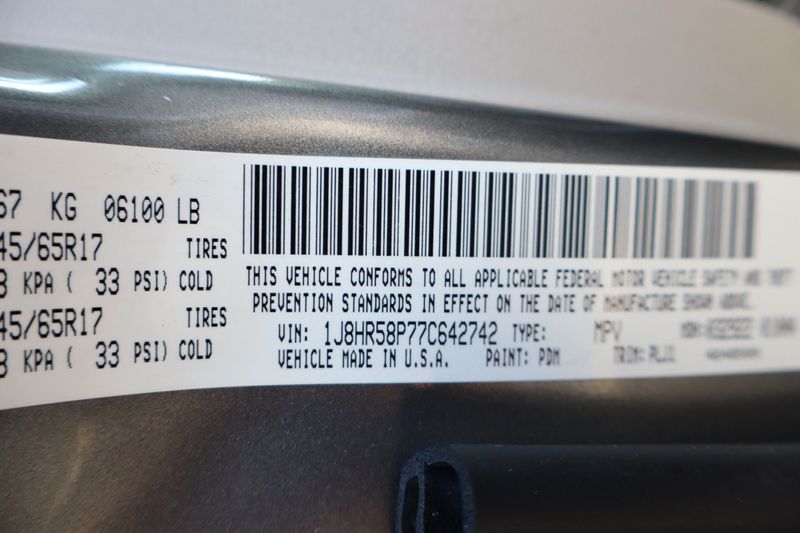 67 KG 06100 LB
45/65R17 TIRES
3 KPA ( 33 PSI) COLD
45/65R17 TIRES
3 KPA ( 33 PSI) COLD
THIS VEHICLE CONFORMS TO ALL APPLICABLE FEDERAL MOTOR VEHICLE SAFETY AND THEFT
PREVENTION STANDARDS IN EFFECT ON THE DATE OF MANUFACTURE SHOWN ABOVE.
VIN: 1J8HR58P77C642742 TYPE: MPV MDH:
VEHICLE MADE IN U.S.A. PAINT: PDM TRIM: